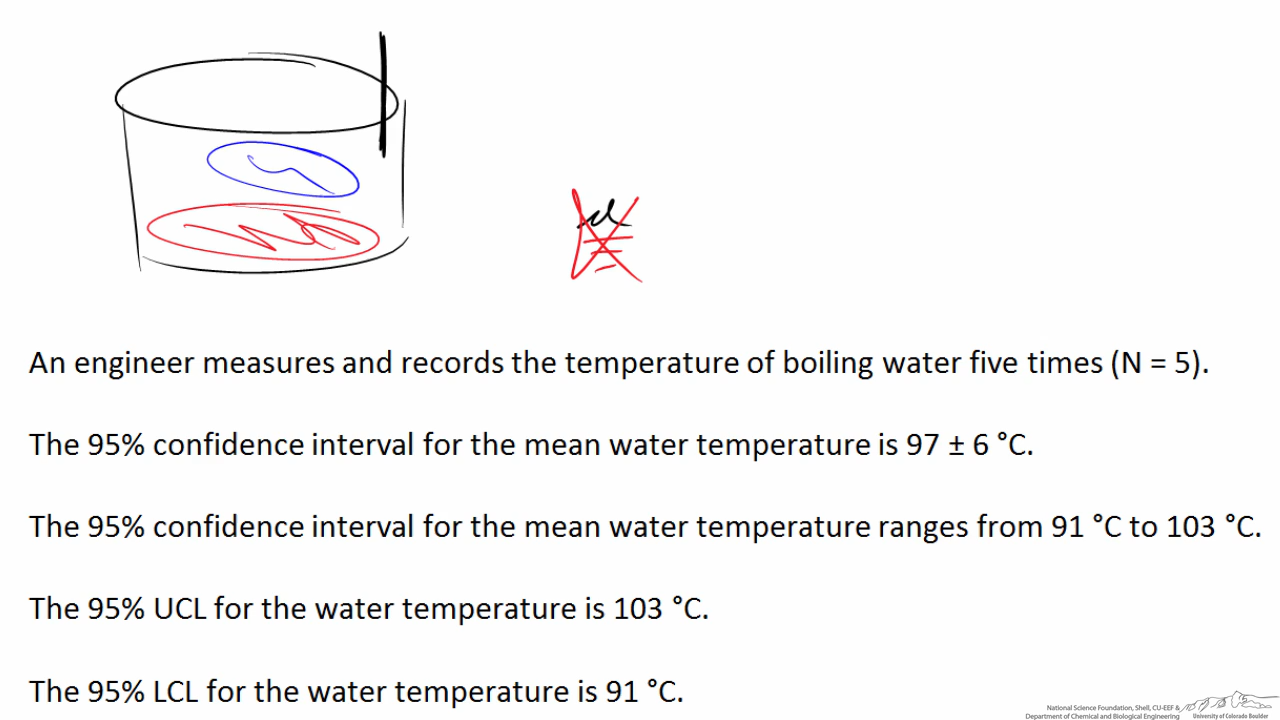 An engineer measures and records the temperature of boiling water five times (N = 5).
The 95% confidence interval for the mean water temperature is 97 ± 6 °C.
The 95% confidence interval for the mean water temperature ranges from 91 °C to 103 °C.
The 95% UCL for the water temperature is 103 °C.
The 95% LCL for the water temperature is 91 °C.
National Science Foundation, Shell, CU-EEF &
Department of Chemical and Biological Engineering
University of Colorado Boulder